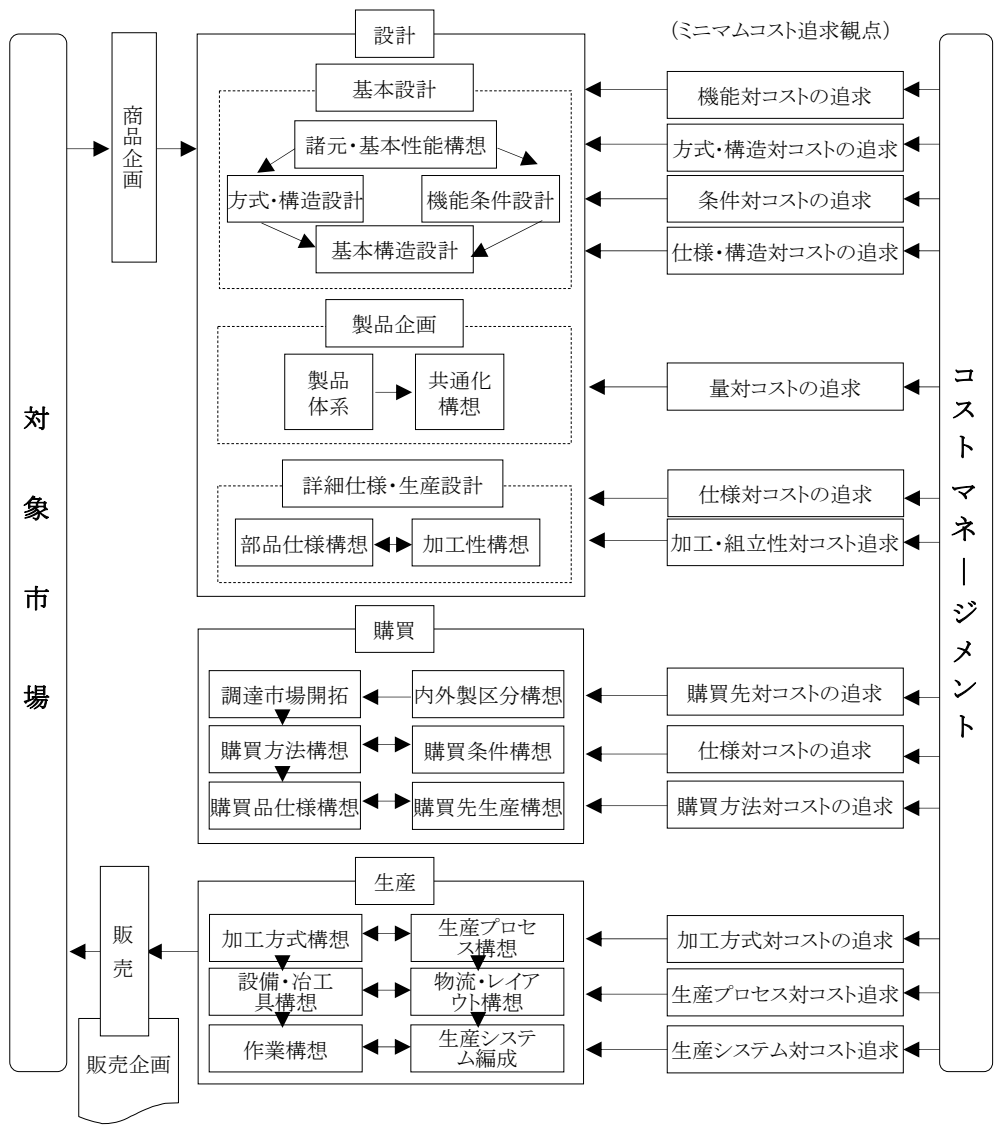 設計
(ミニマムコスト追求観点)
対象市場
商品企画
基本設計
諸元・基本性能構想
方式・構造設計
機能条件設計
基本構造設計
製品企画
製品
体系
共通化
構想
詳細仕様・生産設計
部品仕様構想
加工性構想
機能対コストの追求
方式・構造対コストの追求
条件対コストの追求
仕様・構造対コストの追求
量対コストの追求
仕様対コストの追求
加工・組立性対コスト追求
コストマネージメント
購買
調達市場開拓
内外製区分構想
購買方法構想
購買条件構想
購買品仕様構想
購買先生産構想
購買先対コストの追求
仕様対コストの追求
購買方法対コストの追求
生産
加工方式構想
生産プロセ
ス構想
設備・冶工
具構想
物流・レイア
ウト構想
作業構想
生産システ
ム編成
加工方式対コストの追求
生産プロセス対コスト追求
生産システム対コスト追求
販売
販売企画